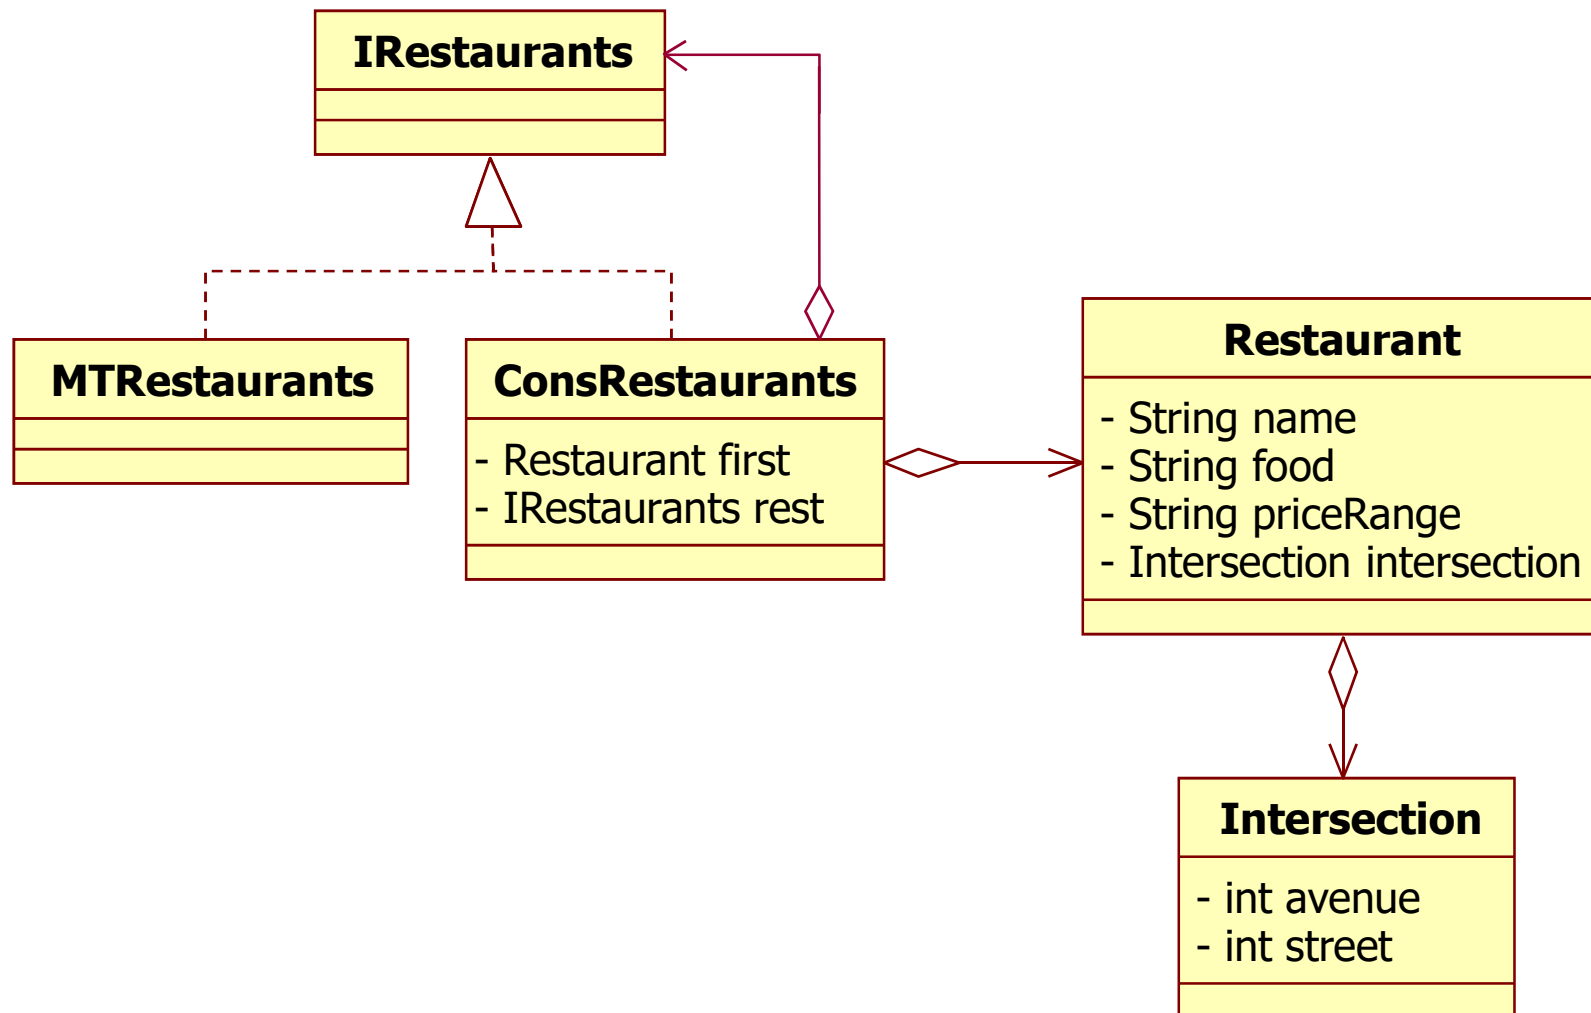 IRestaurants
MTRestaurants
ConsRestaurants
- Restaurant first
- IRestaurants rest
Restaurant
- String name
- String food
- String priceRange
- Intersection intersection
Intersection
- int avenue
- int street